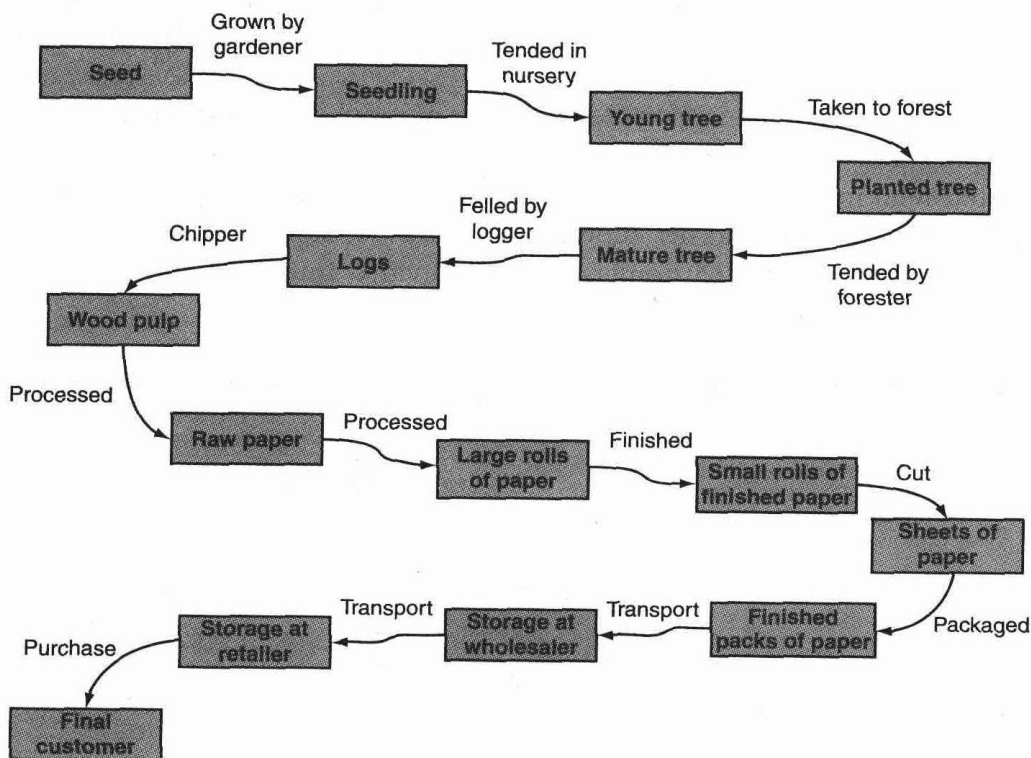 Grown by
gardener
Seed
Seedling
Tended in
nursery
Young tree
Taken to forest
Planted tree
Tended by
forester
Mature tree
Felled by
logger
Logs
Chipper
Wood pulp
Processed
Raw paper
Processed
Large rolls
of paper
Finished
Small rolls of
finished paper
Cut
Sheets of
paper
Packaged
Finished
packs of paper
Transport
Storage at
wholesaler
Transport
Storage at
retailer
Purchase
Final
customer